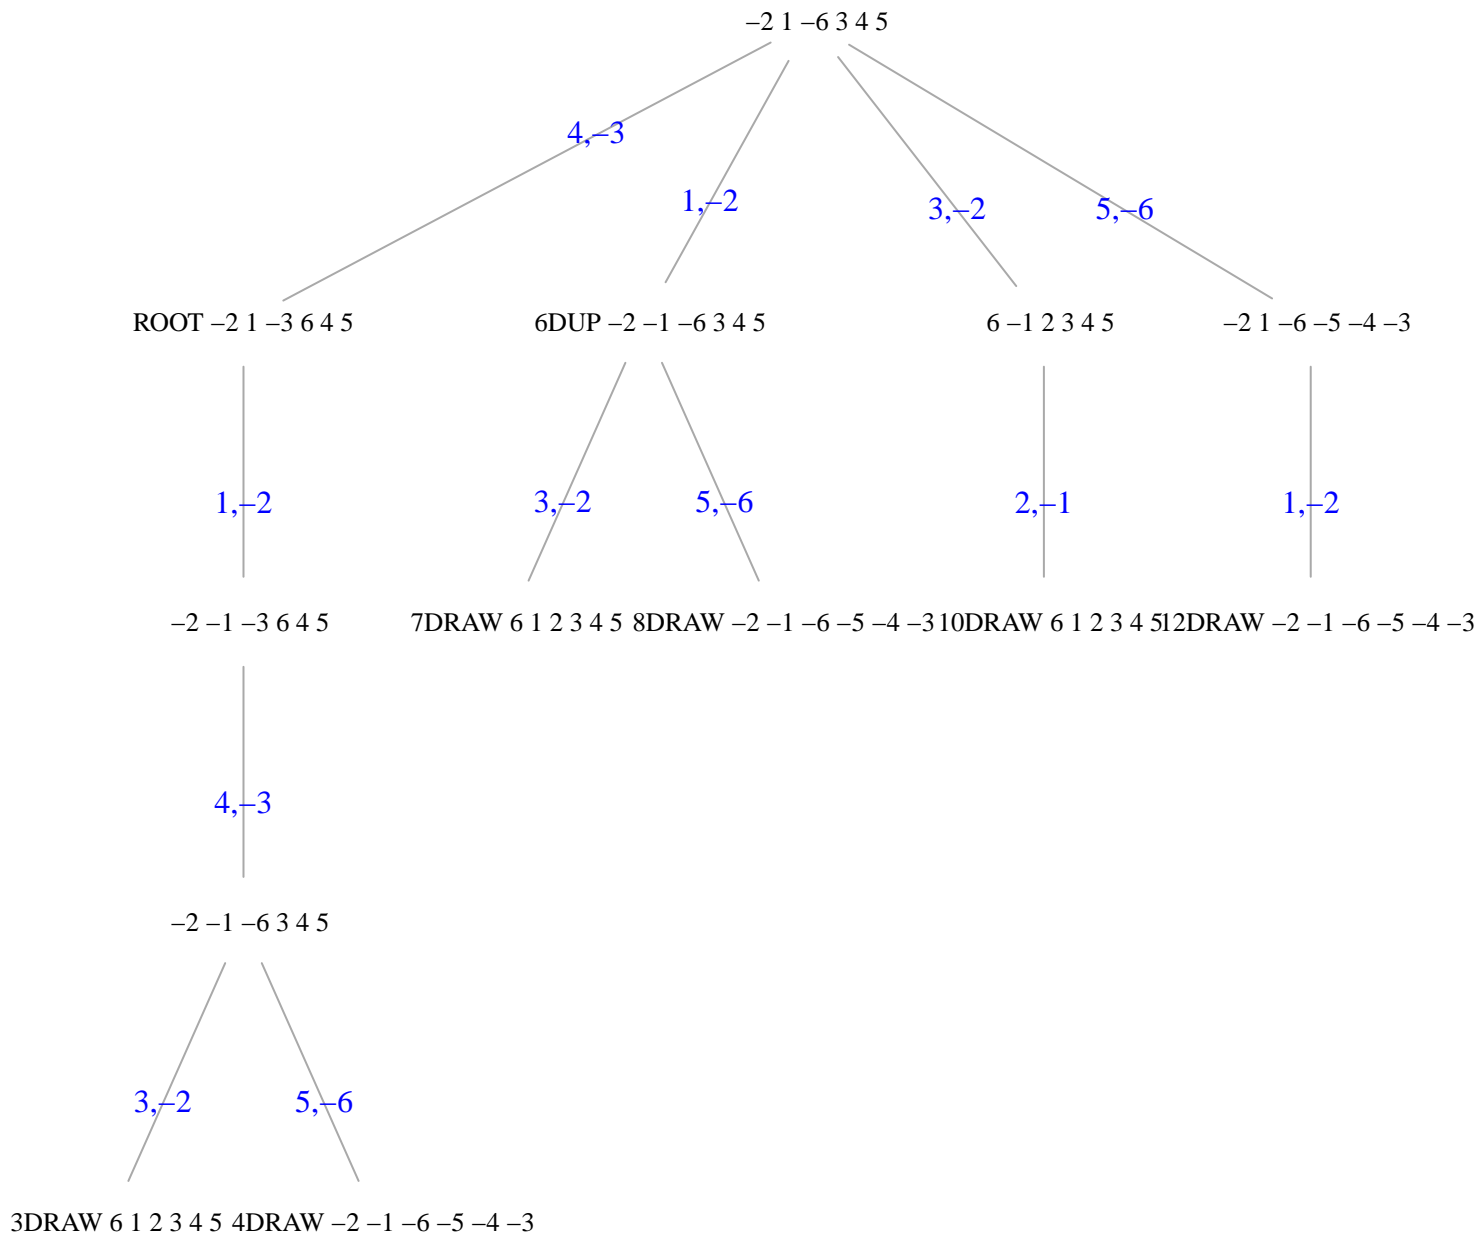 –2 1 –6 3 4 5
4,–3
1,–2
3,–2
5,–6
ROOT –2 1 –3 6 4 5
6DUP –2 –1 –6 3 4 5
6 –1 2 3 4 5
–2 1 –6 –5 –4 –3
1,–2
3,–2
5,–6
2,–1
1,–2
–2 –1 –3 6 4 5
7DRAW 6 1 2 3 4 5
8DRAW –2 –1 –6 –5 –4 –3
10DRAW 6 1 2 3 4 5
12DRAW –2 –1 –6 –5 –4 –3
4,–3
–2 –1 –6 3 4 5
3,–2
5,–6
3DRAW 6 1 2 3 4 5
4DRAW –2 –1 –6 –5 –4 –3